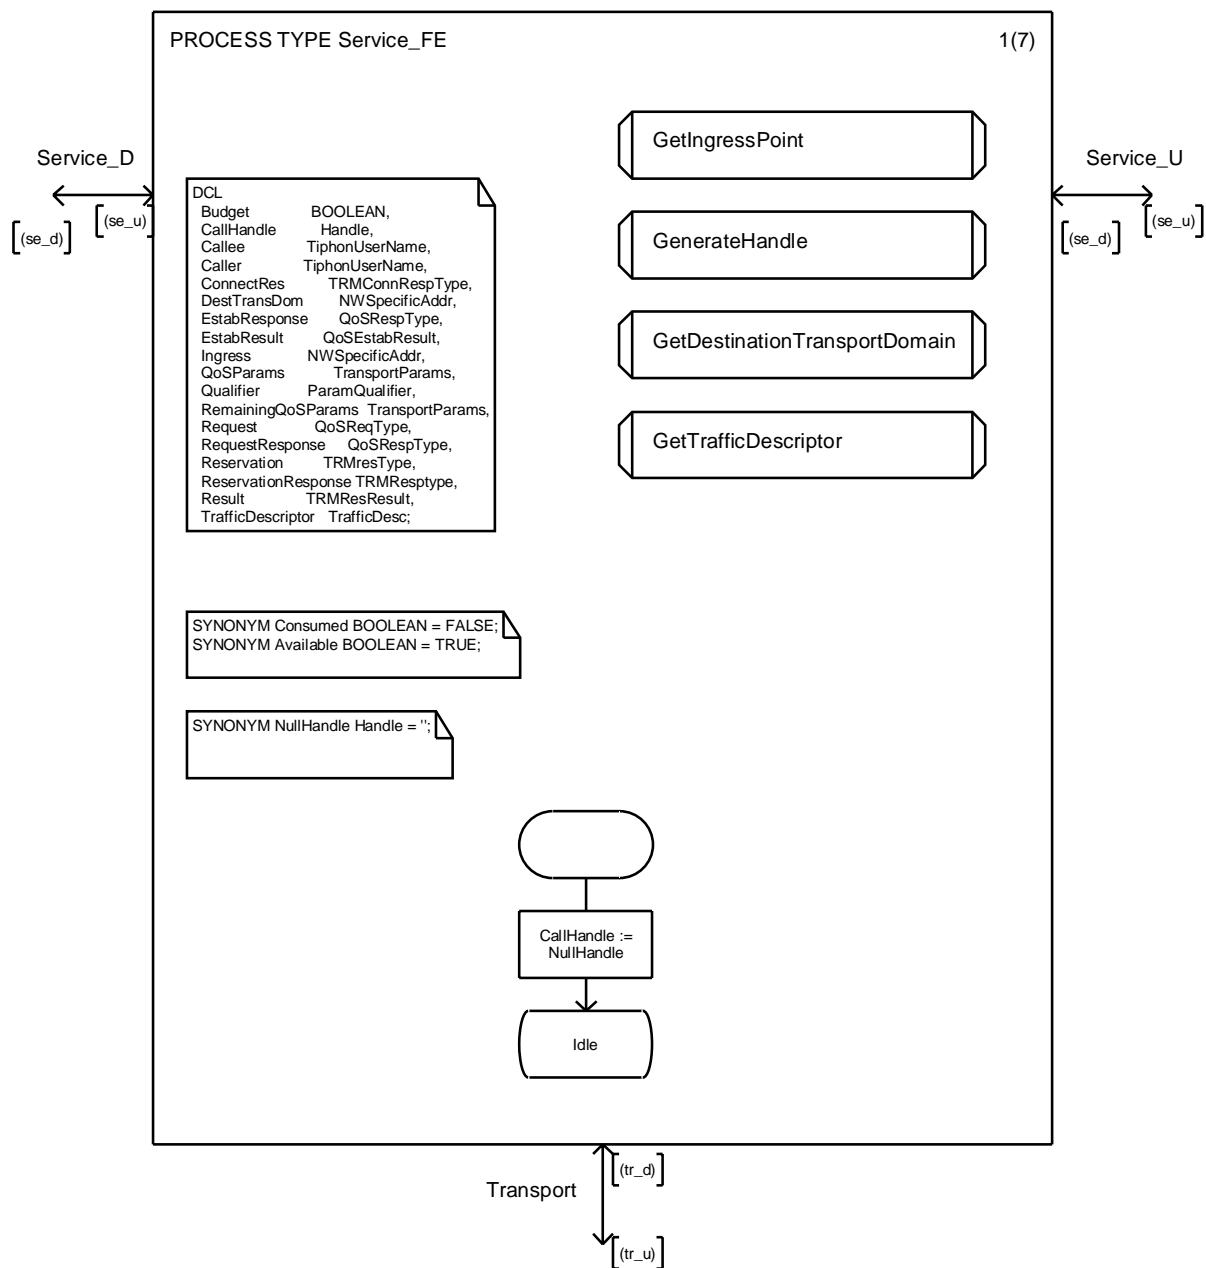 PROCESS TYPE Service_FE 1(7)
GetIngressPoint
Service_D
Service_U
DCL
Budget BOOLEAN,
CallHandle Handle,
Callee TiphonUserName,
Caller TiphonUserName,
ConnectRes TRMConnRespType,
DestTransDom NWSpecificAddr,
EstabResponse QoSRespType,
EstabResult QoSEstabResult,
Ingress NWSpecificAddr,
QoSParams TransportParams,
Qualifier ParamQualifier,
RemainingQoSParams TransportParams,
Request QoSReqType,
RequestResponse QoSRespType,
Reservation TRMresType,
ReservationResponse TRMResptype,
Result TRMResResult,
TrafficDescriptor TrafficDesc;
[(se_d)]
[(se_u)]
[(se_d)]
[(se_u)]
GenerateHandle
GetDestinationTransportDomain
GetTrafficDescriptor
SYNONYM Consumed BOOLEAN = FALSE;
SYNONYM Available BOOLEAN = TRUE;
SYNONYM NullHandle Handle = '';
CallHandle :=
NullHandle
Idle
[(tr_d)]
Transport
[(tr_u)]